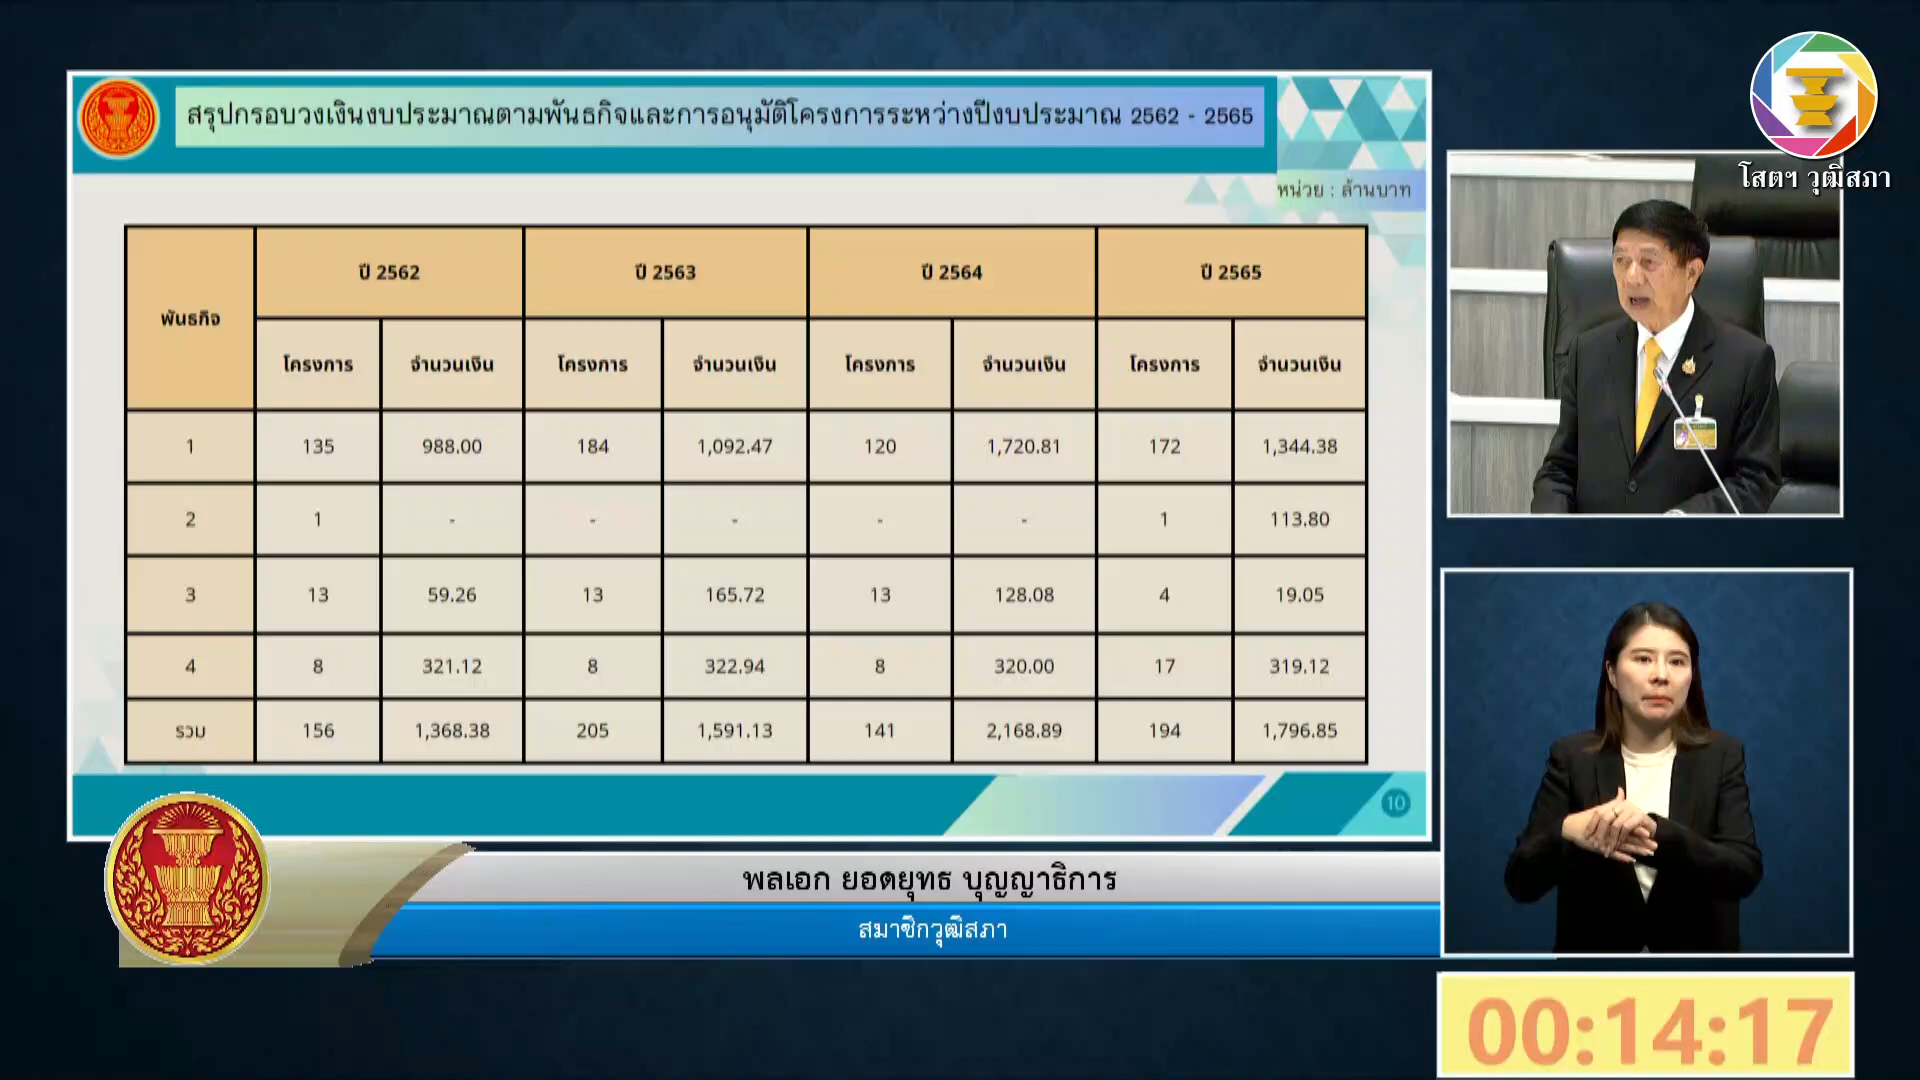 โสตฯ วุฒิสภา
สรุปกรอบวงเงินงบประมาณตามพันธกิจและการอนุมัติโครงการระหว่างปีงบประมาณ 2562 - 2565
หน่วย : ล้านบาท
พันธกิจ ปี 2562 ปี 2563 ปี 2564 ปี 2565
โครงการ จำนวนเงิน โครงการ จำนวนเงิน โครงการ จำนวนเงิน โครงการ จำนวนเงิน
1 135 988.00 184 1,092.47 120 1,720.81 172 1,344.38
2 1 - - - - - 1 113.80
3 13 59.26 13 165.72 13 128.08 4 19.05
4 8 321.12 8 322.94 8 320.00 17 319.12
รวม 156 1,368.38 205 1,591.13 141 2,168.89 194 1,796.85
10
พลเอก ยอดยุทธ บุญญาธิการ
สมาชิกวุฒิสภา
00:14:17